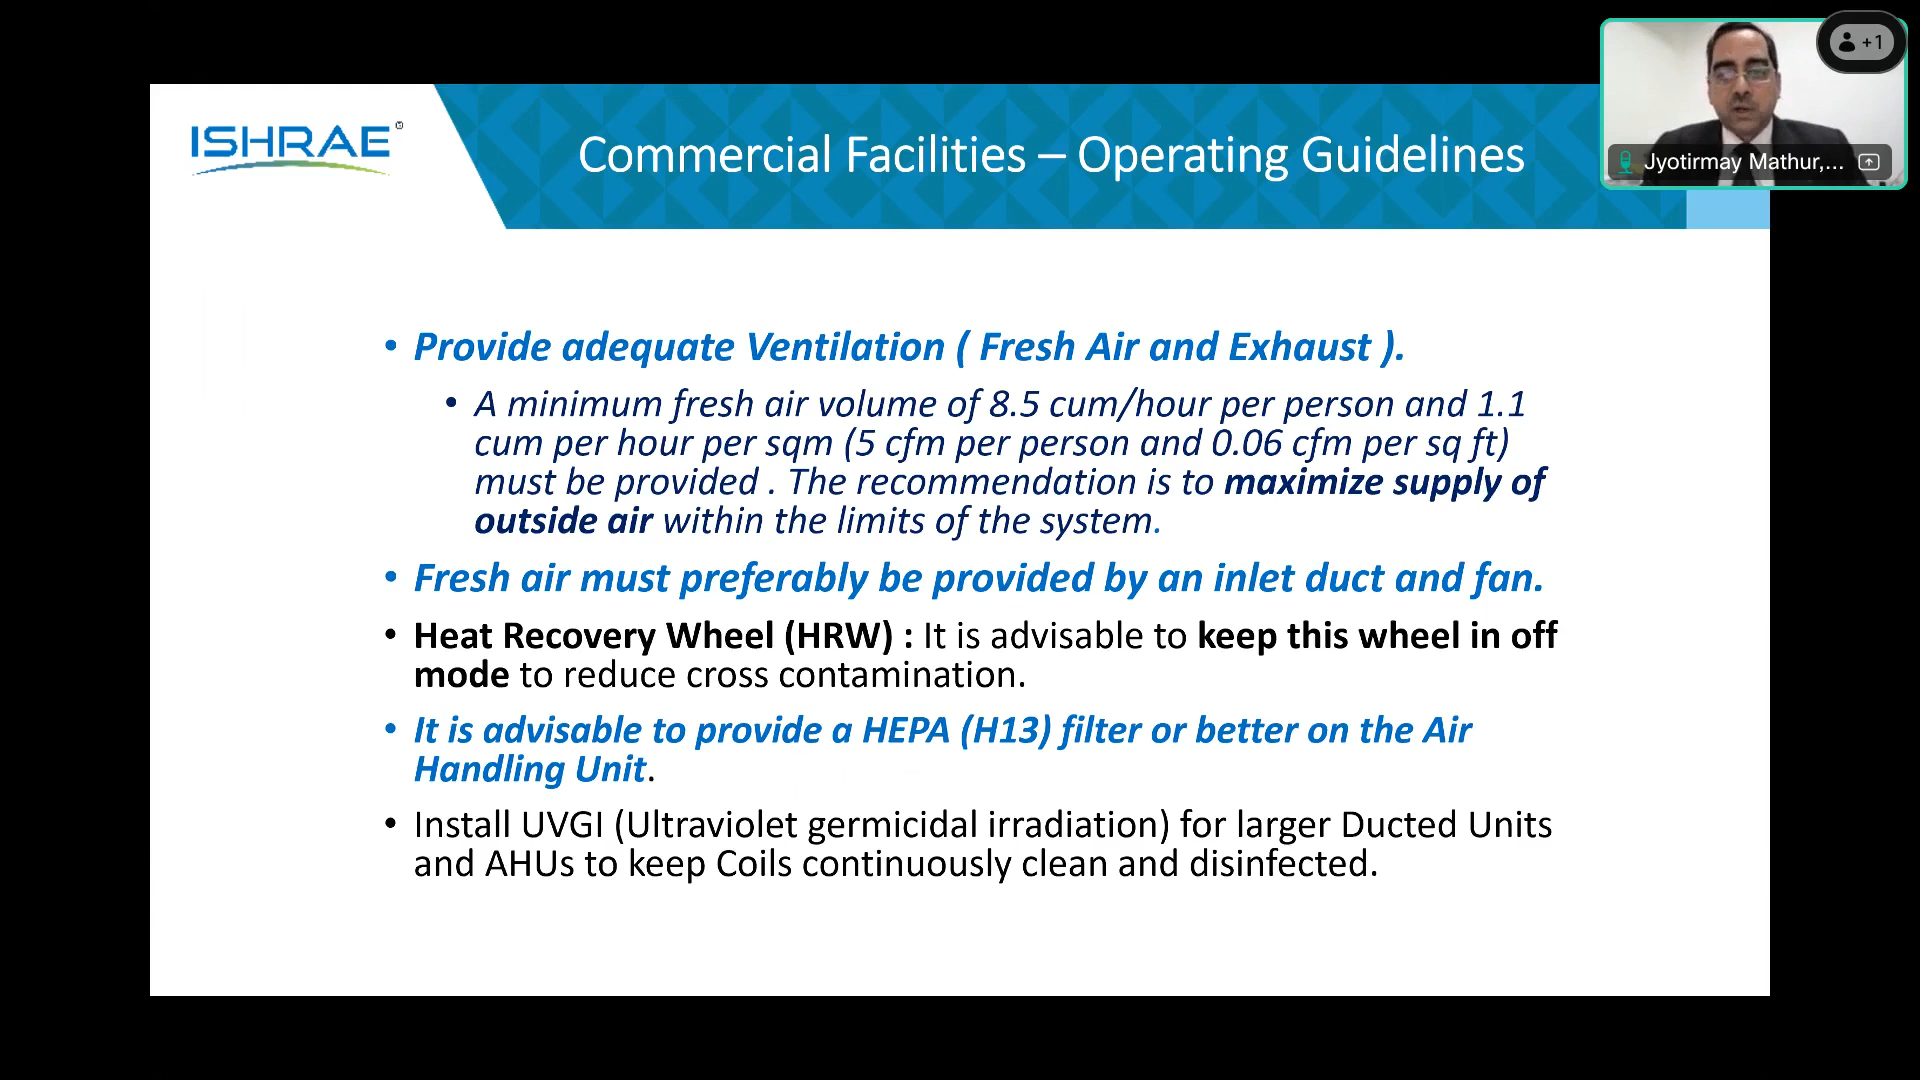 ISHRAE®
Commercial Facilities – Operating Guidelines
+1
Jyotirmay Mathur,...
• Provide adequate Ventilation ( Fresh Air and Exhaust ).
• A minimum fresh air volume of 8.5 cum/hour per person and 1.1
cum per hour per sqm (5 cfm per person and 0.06 cfm per sq ft)
must be provided . The recommendation is to maximize supply of
outside air within the limits of the system.
• Fresh air must preferably be provided by an inlet duct and fan.
• Heat Recovery Wheel (HRW) : It is advisable to keep this wheel in off
mode to reduce cross contamination.
• It is advisable to provide a HEPA (H13) filter or better on the Air
Handling Unit.
• Install UVGI (Ultraviolet germicidal irradiation) for larger Ducted Units
and AHUs to keep Coils continuously clean and disinfected.